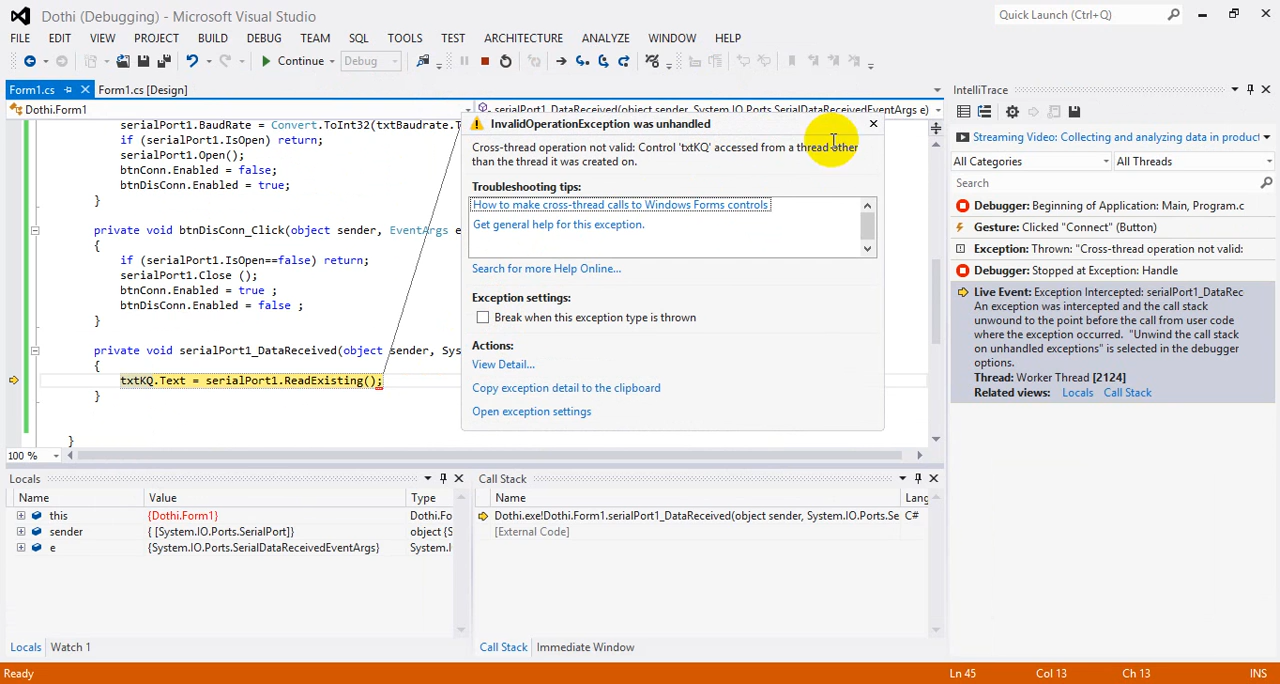 Dothi (Debugging) - Microsoft Visual Studio
Quick Launch (Ctrl+Q)
FILE EDIT VIEW PROJECT BUILD DEBUG TEAM SQL TOOLS TEST ARCHITECTURE ANALYZE WINDOW HELP
Continue Debug
Form1.cs Form1.cs [Design]
Dothi.Form1
serialPort1_DataReceived(object sender, System.IO.Ports.SerialDataReceivedEventArgs e)
serialPort1.BaudRate = Convert.ToInt32(txtBaudrate.T
if (serialPort1.IsOpen) return;
serialPort1.Open();
btnConn.Enabled = false;
btnDisConn.Enabled = true;
}
private void btnDisConn_Click(object sender, EventArgs e
{
if (serialPort1.IsOpen==false) return;
serialPort1.Close ();
btnConn.Enabled = true ;
btnDisConn.Enabled = false ;
}
private void serialPort1_DataReceived(object sender, Sys
{
txtKQ.Text = serialPort1.ReadExisting();
}
}
100 %
InvalidOperationException was unhandled
Cross-thread operation not valid: Control 'txtKQ' accessed from a thread other
than the thread it was created on.
Troubleshooting tips:
How to make cross-thread calls to Windows Forms controls
Get general help for this exception.
Search for more Help Online...
Exception settings:
Break when this exception type is thrown
Actions:
View Detail...
Copy exception detail to the clipboard
Open exception settings
IntelliTrace
Streaming Video: Collecting and analyzing data in product
All Categories All Threads
Search
Debugger: Beginning of Application: Main, Program.c
Gesture: Clicked "Connect" (Button)
Exception: Thrown: "Cross-thread operation not valid:
Debugger: Stopped at Exception: Handle
Live Event: Exception Intercepted: serialPort1_DataRec
An exception was intercepted and the call stack
unwound to the point before the call from user code
where the exception occurred. "Unwind the call stack
on unhandled exceptions" is selected in the debugger
options.
Thread: Worker Thread [2124]
Related views: Locals Call Stack
Locals
Name Value Type
this {Dothi.Form1} Dothi.Fo
sender { [System.IO.Ports.SerialPort]} object {S
e {System.IO.Ports.SerialDataReceivedEventArgs} System.I
Locals Watch 1
Call Stack
Name Lang
Dothi.exe!Dothi.Form1.serialPort1_DataReceived(object sender, System.IO.Ports.Se C#
[External Code]
Call Stack Immediate Window
Ready Ln 45 Col 13 Ch 13 INS